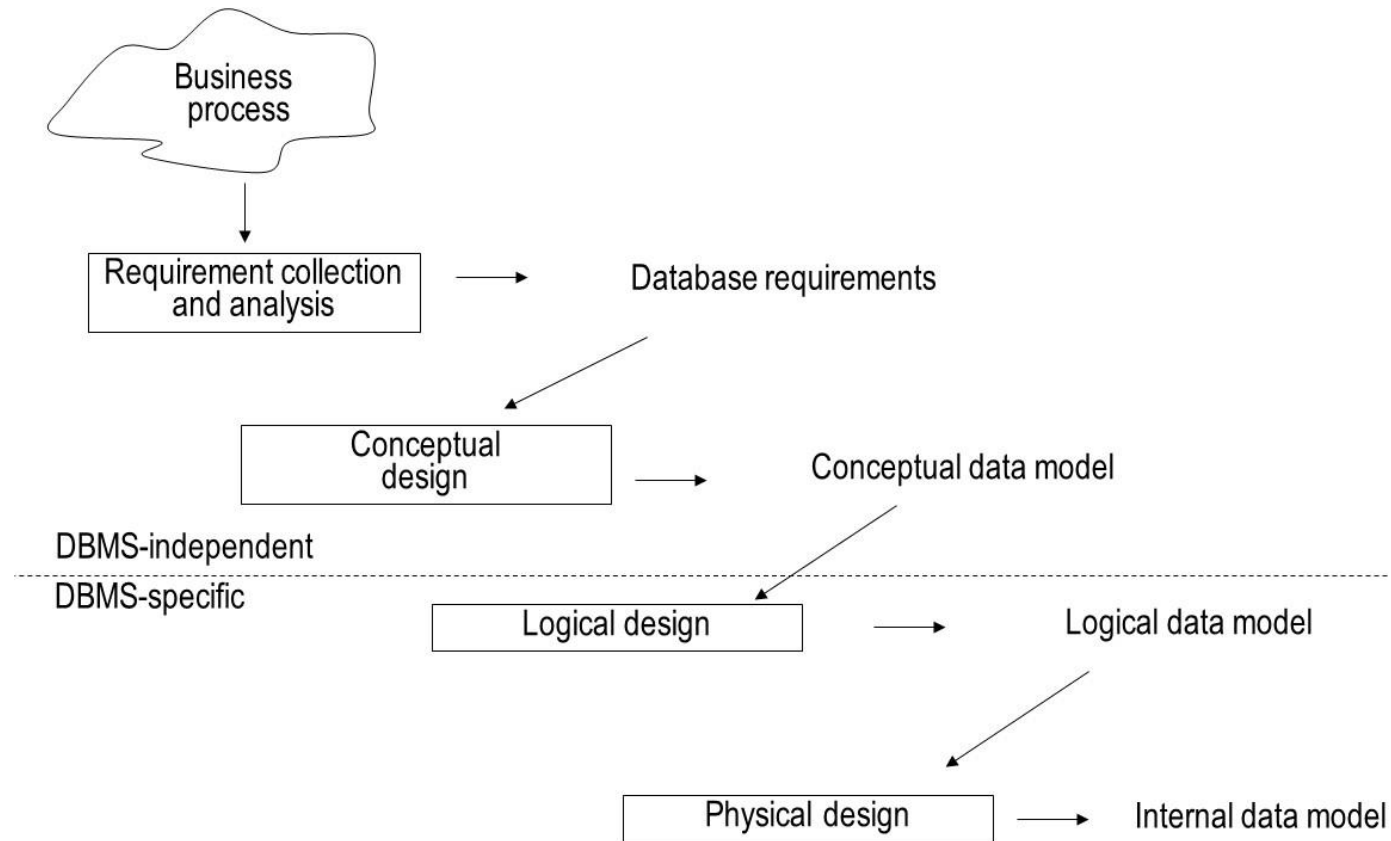 Business
process
Requirement collection
and analysis
Database requirements
Conceptual
design
Conceptual data model
DBMS-independent
DBMS-specific
Logical design
Logical data model
Physical design
Internal data model